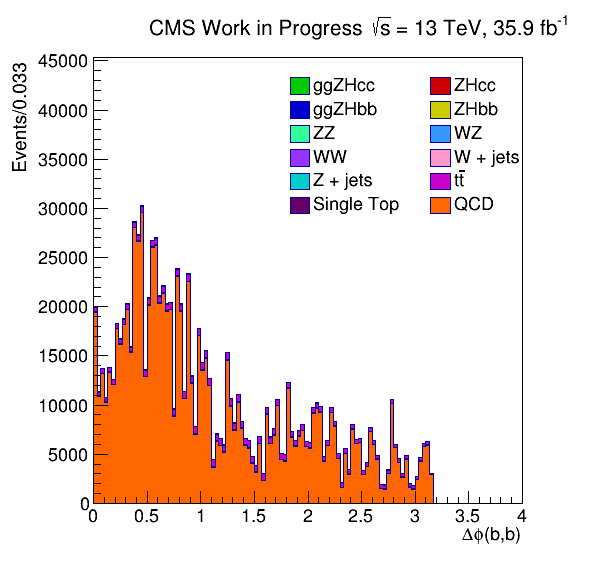 CMS Work in Progress √s = 13 TeV, 35.9 fb⁻¹
Events/0.033
45000
40000
35000
30000
25000
20000
15000
10000
5000
0
ggZHcc ZHcc
ggZHbb ZHbb
ZZ WZ
WW W + jets
Z + jets tt̄
Single Top QCD
0 0.5 1 1.5 2 2.5 3 3.5 4
Δϕ(b,b)